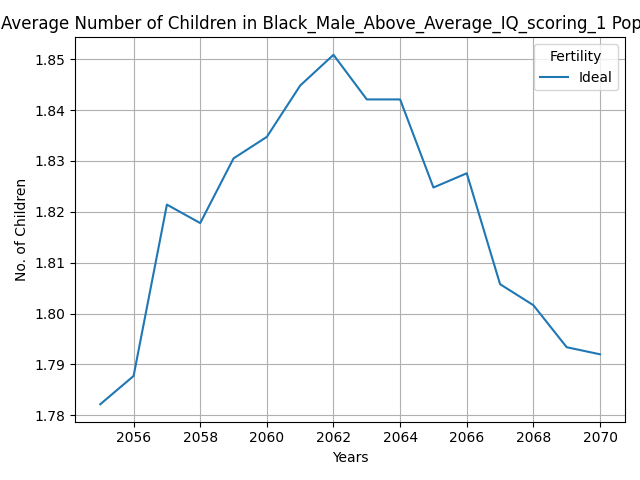 Average Number of Children in Black_Male_Above_Average_IQ_scoring_1 Pop
Fertility
Ideal
1.85
1.84
1.83
1.82
1.81
1.80
1.79
1.78
No. of Children
2056 2058 2060 2062 2064 2066 2068 2070
Years